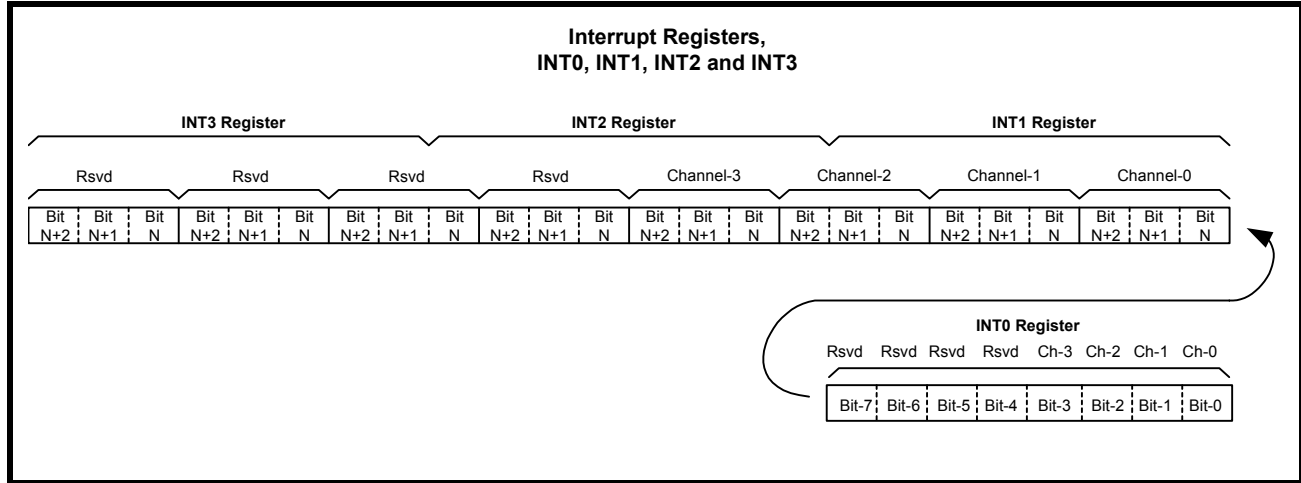 Interrupt Registers,
INT0, INT1, INT2 and INT3
INT3 Register INT2 Register INT1 Register
Rsvd Rsvd Rsvd Rsvd Channel-3 Channel-2 Channel-1 Channel-0
Bit Bit Bit Bit Bit Bit Bit Bit Bit Bit Bit Bit Bit Bit Bit Bit Bit Bit Bit Bit Bit Bit Bit Bit
N+2 N+1 N N+2 N+1 N N+2 N+1 N N+2 N+1 N N+2 N+1 N N+2 N+1 N N+2 N+1 N N+2 N+1 N
INT0 Register
Rsvd Rsvd Rsvd Rsvd Ch-3 Ch-2 Ch-1 Ch-0
Bit-7 Bit-6 Bit-5 Bit-4 Bit-3 Bit-2 Bit-1 Bit-0